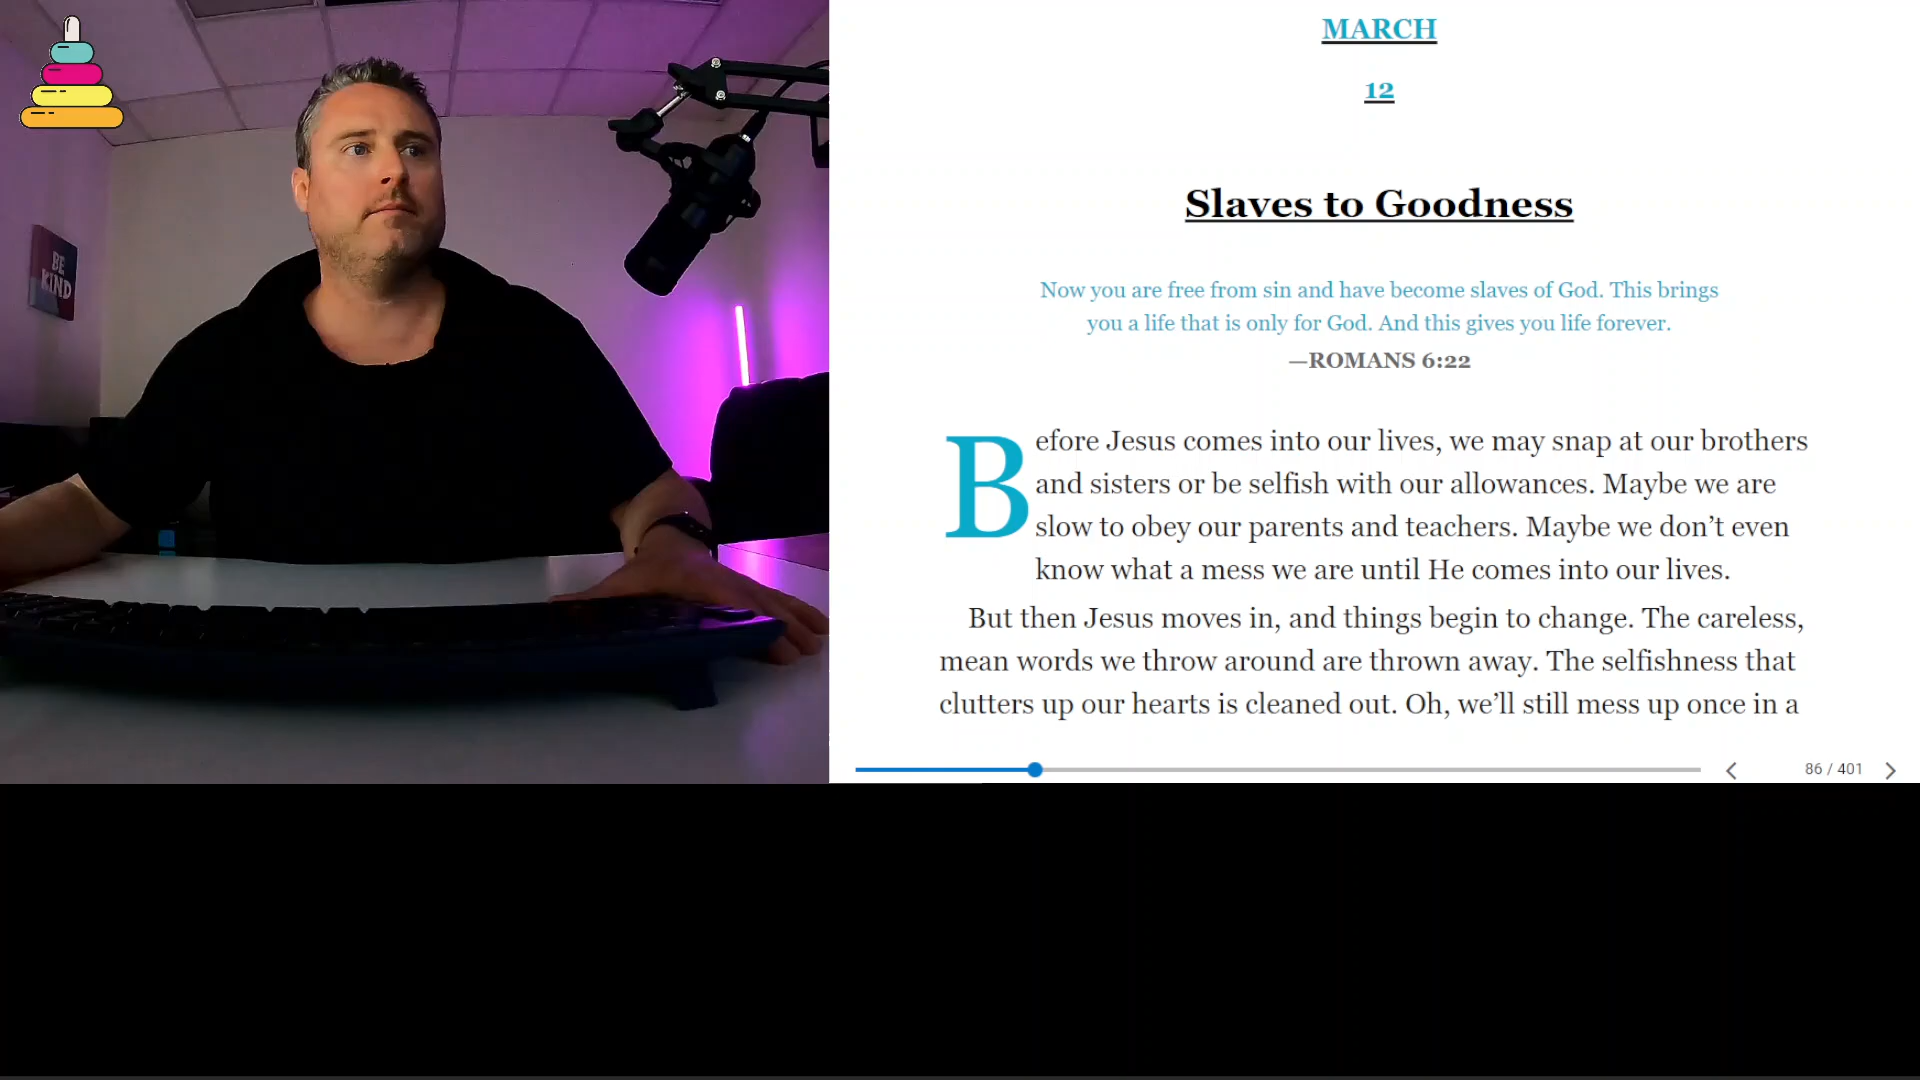 BE
KIND
MARCH
12
Slaves to Goodness
Now you are free from sin and have become slaves of God. This brings
you a life that is only for God. And this gives you life forever.
—ROMANS 6:22
Before Jesus comes into our lives, we may snap at our brothers
and sisters or be selfish with our allowances. Maybe we are
slow to obey our parents and teachers. Maybe we don’t even
know what a mess we are until He comes into our lives.
But then Jesus moves in, and things begin to change. The careless,
mean words we throw around are thrown away. The selfishness that
clutters up our hearts is cleaned out. Oh, we’ll still mess up once in a
86 / 401